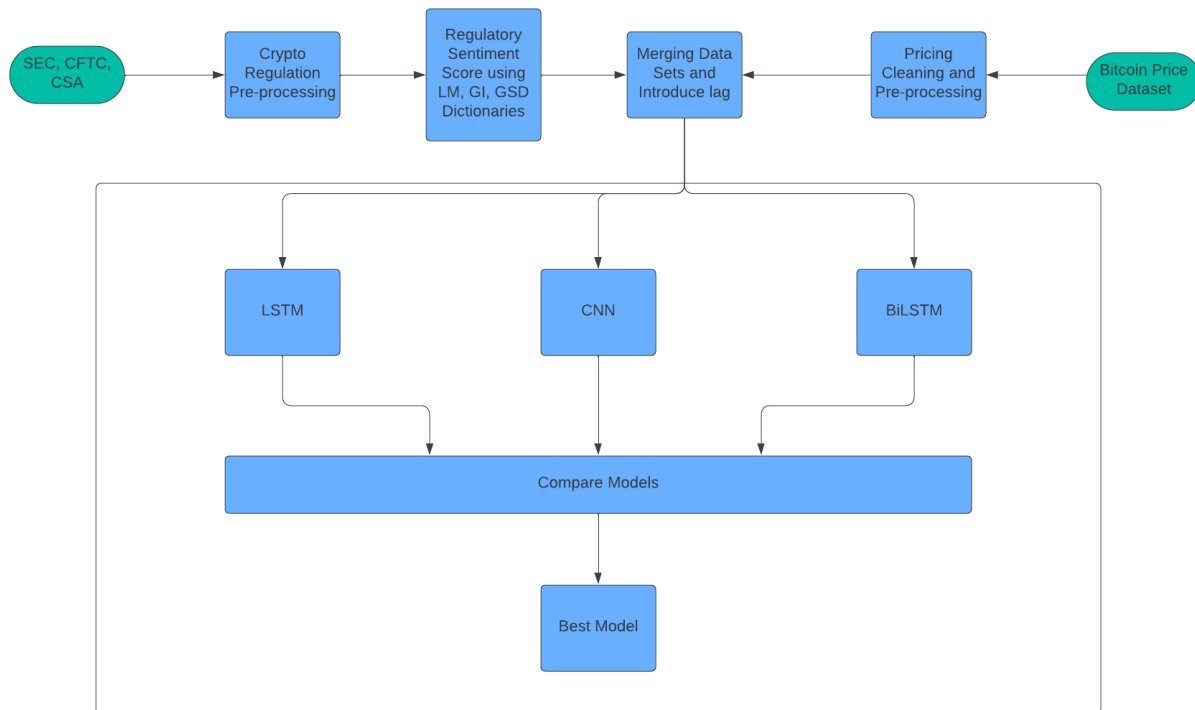 SEC, CFTC,
CSA
Crypto
Regulation
Pre-processing
Regulatory
Sentiment
Score using
LM, GI, GSD
Dictionaries
Merging Data
Sets and
Introduce lag
Pricing
Cleaning and
Pre-processing
Bitcoin Price
Dataset
LSTM
CNN
BiLSTM
Compare Models
Best Model